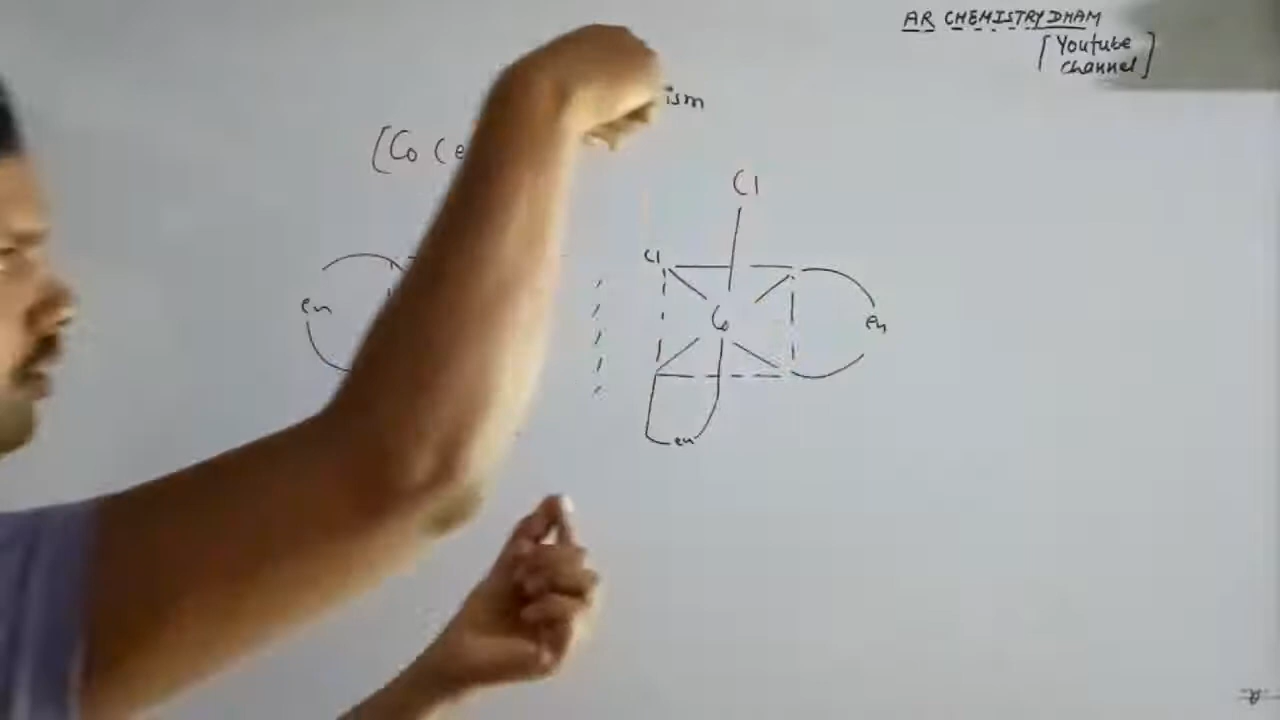 AR CHEMISTRY DHAM
[Youtube
channel]
ism
[Co (e
Cl
Cl
en
Co
en
en